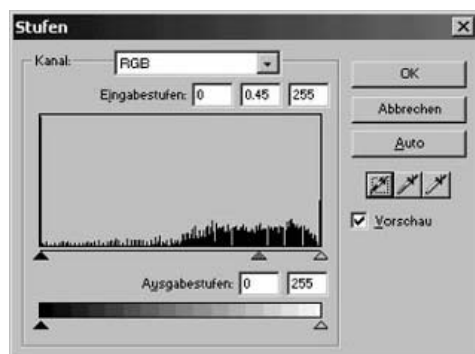 Stufen
Kanal: RGB
OK
Eingabestufen: 0 0.45 255
Abbrechen
Auto
Vorschau
Ausgabestufen: 0 255